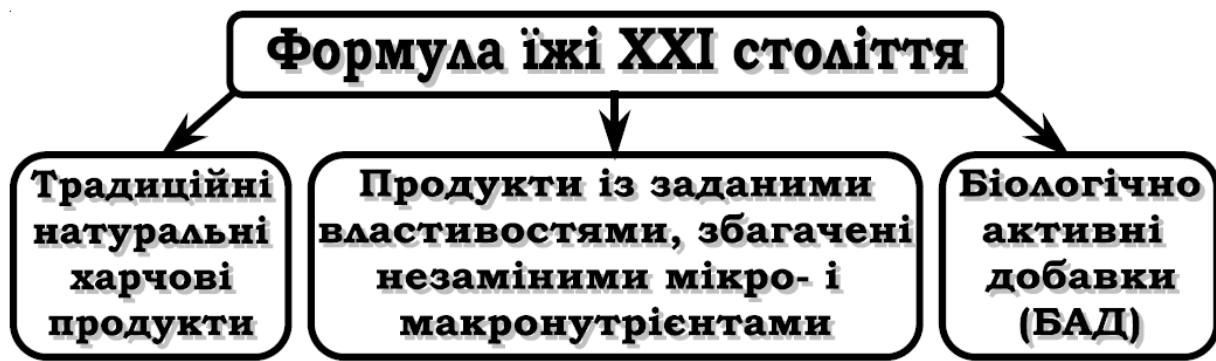 Формула їжі XXI століття
Традиційні
натуральні
харчові
продукти
Продукти із заданими
властивостями, збагачені
незаміними мікро- і
макронутрієнтами
Біологічно
активні
добавки
(БАД)